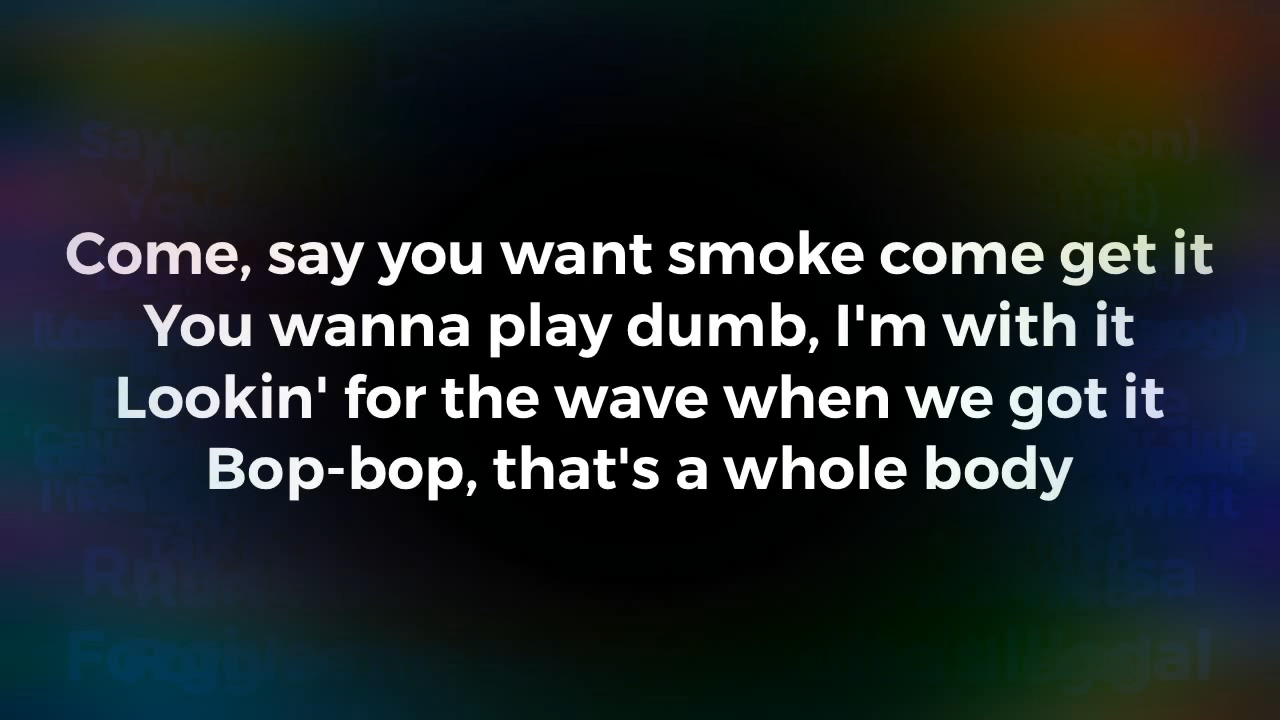 Come, say you want smoke come get it
You wanna play dumb, I'm with it
Lookin' for the wave when we got it
Bop-bop, that's a whole body